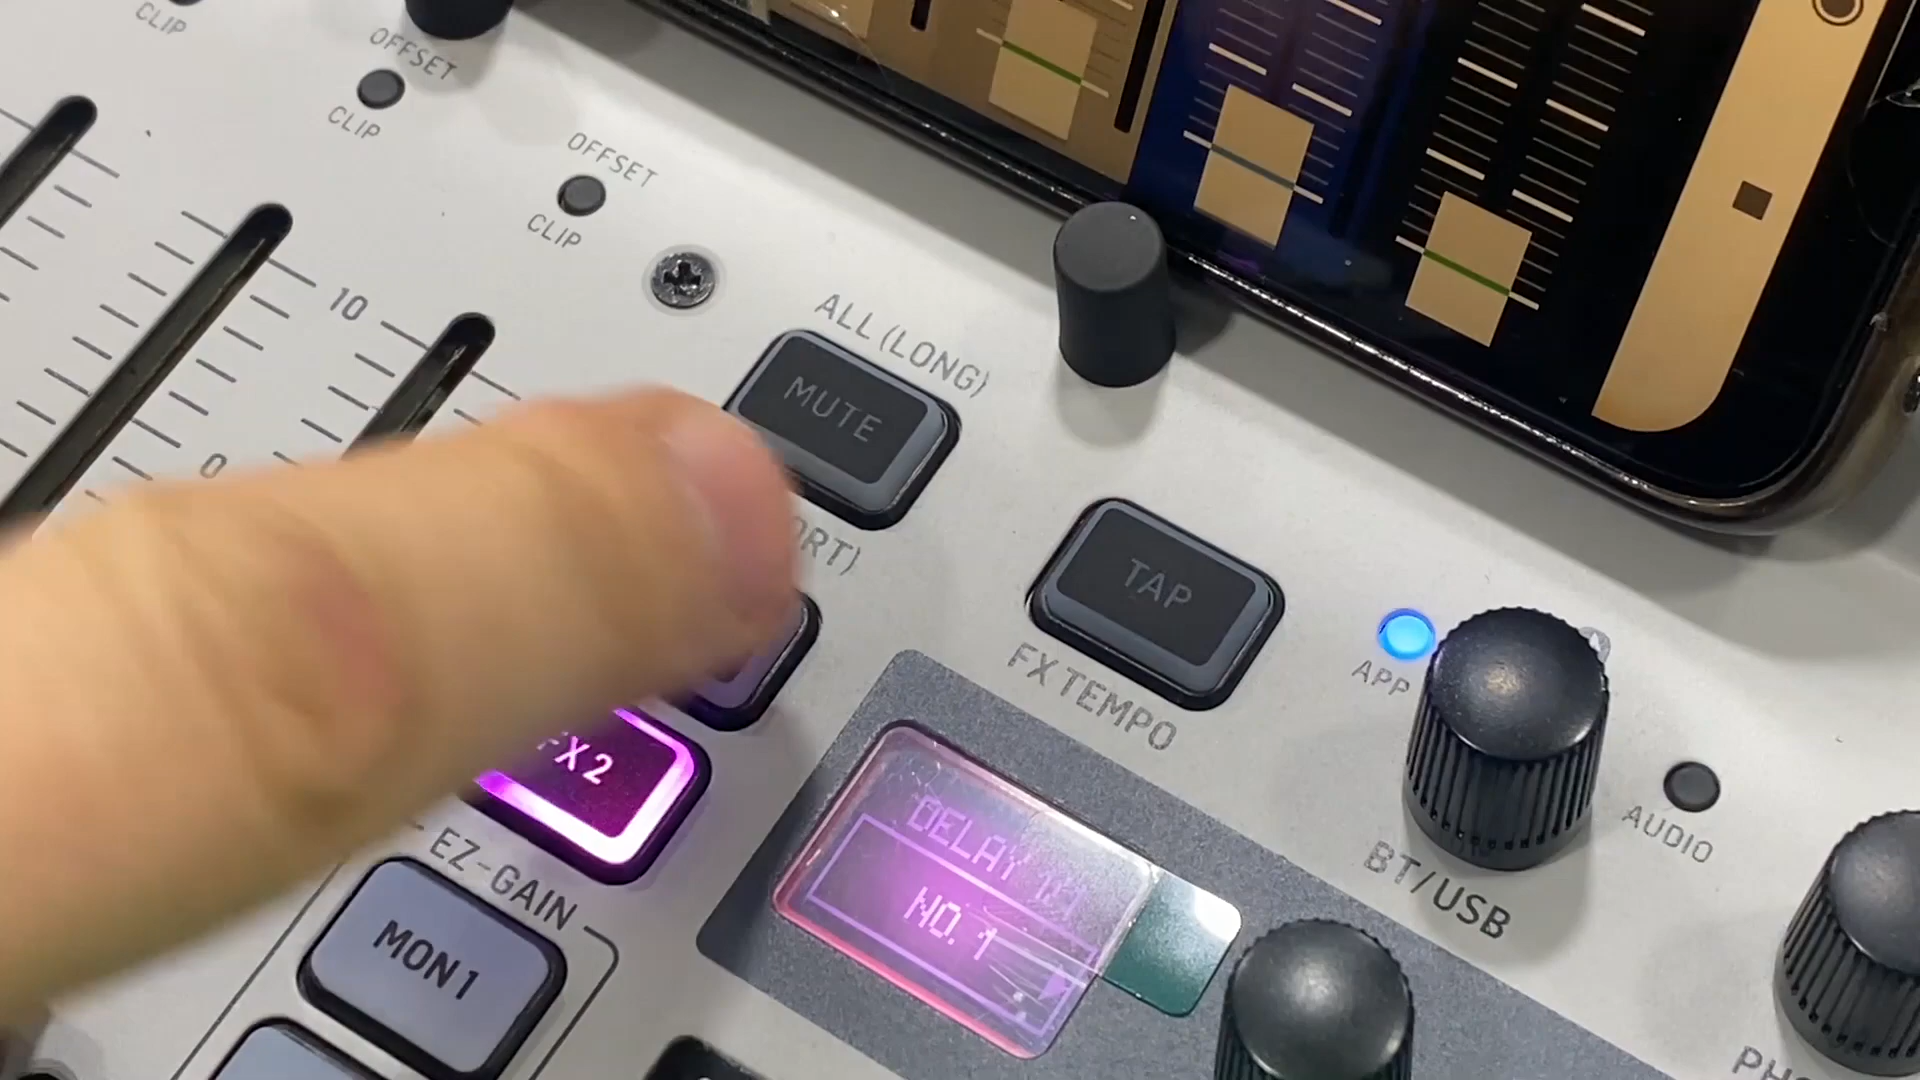 CLIP
OFFSET
CLIP
OFFSET
CLIP
10
0
ALL (LONG)
MUTE
TAP
FX TEMPO
APP
AUDIO
BT/USB
FX2
EZ-GAIN
MON1
DELAY
NO. 1